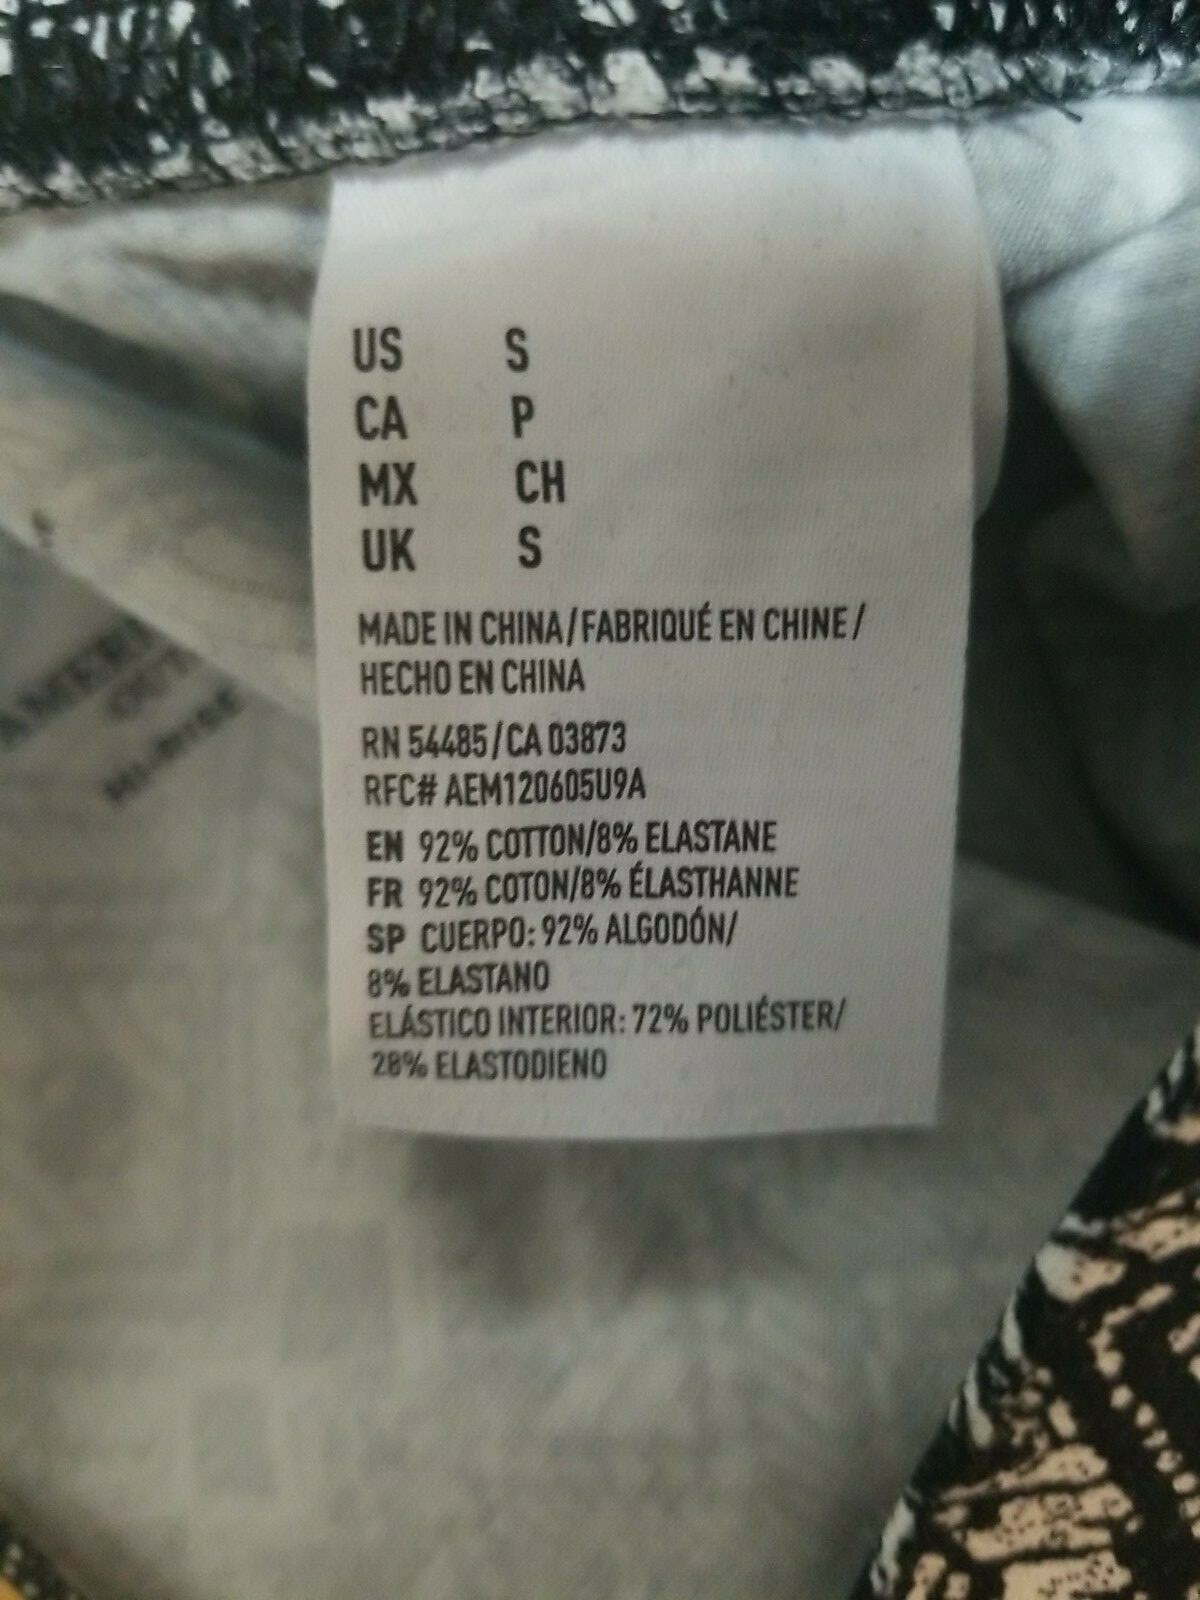 US S
CA P
MX CH
UK S
MADE IN CHINA/FABRIQUÉ EN CHINE/
HECHO EN CHINA
RN 54485/CA 03873
RFC# AEM120605U9A
EN 92% COTTON/8% ELASTANE
FR 92% COTON/8% ÉLASTHANNE
SP CUERPO: 92% ALGODÓN/
8% ELASTANO
ELÁSTICO INTERIOR: 72% POLIÉSTER/
28% ELASTODIENO
HI-RISE